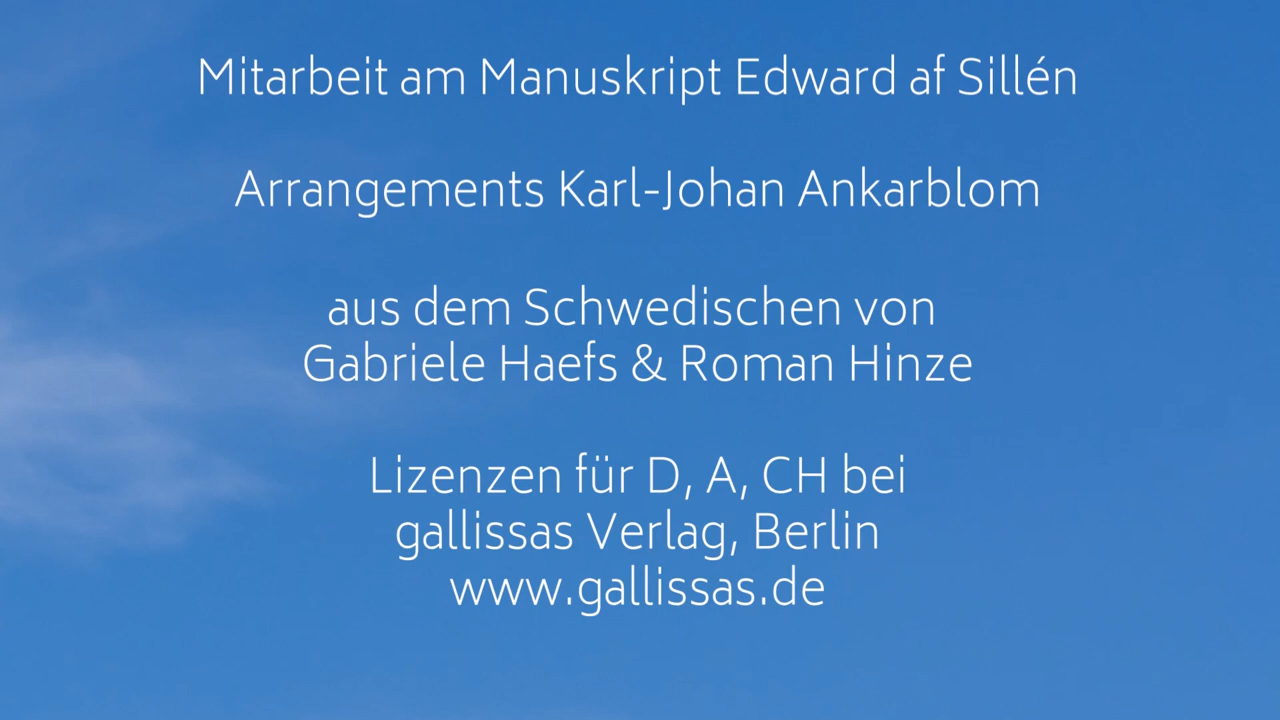 Mitarbeit am Manuskript Edward af Sillén
Arrangements Karl-Johan Ankarblom
aus dem Schwedischen von
Gabriele Haefs & Roman Hinze
Lizenzen für D, A, CH bei
gallissas Verlag, Berlin
www.gallissas.de